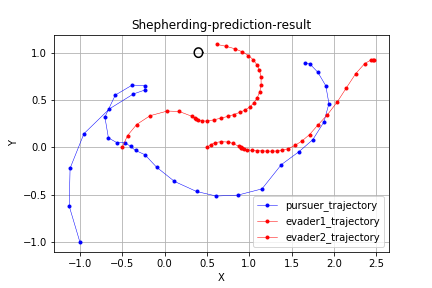 Shepherding-prediction-result
1.0
0.5
0.0
−0.5
−1.0
Y
−1.0 −0.5 0.0 0.5 1.0 1.5 2.0 2.5
X
pursuer_trajectory
evader1_trajectory
evader2_trajectory